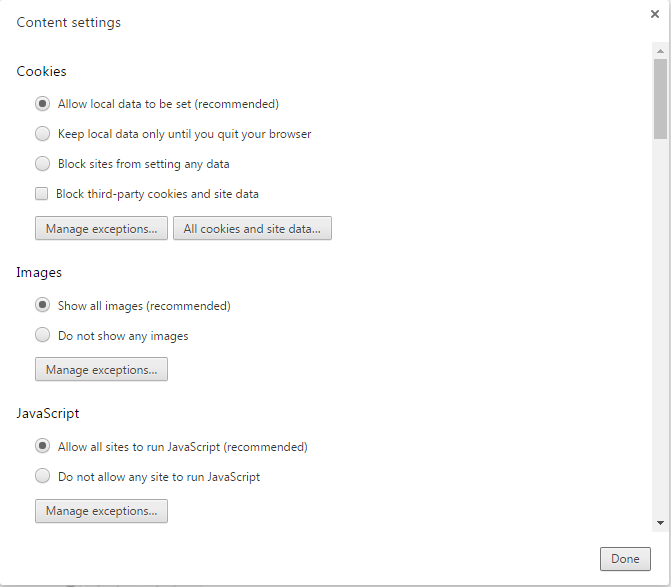 Content settings
Cookies
Allow local data to be set (recommended)
Keep local data only until you quit your browser
Block sites from setting any data
Block third-party cookies and site data
Manage exceptions... All cookies and site data...
Images
Show all images (recommended)
Do not show any images
Manage exceptions...
JavaScript
Allow all sites to run JavaScript (recommended)
Do not allow any site to run JavaScript
Manage exceptions...
Done